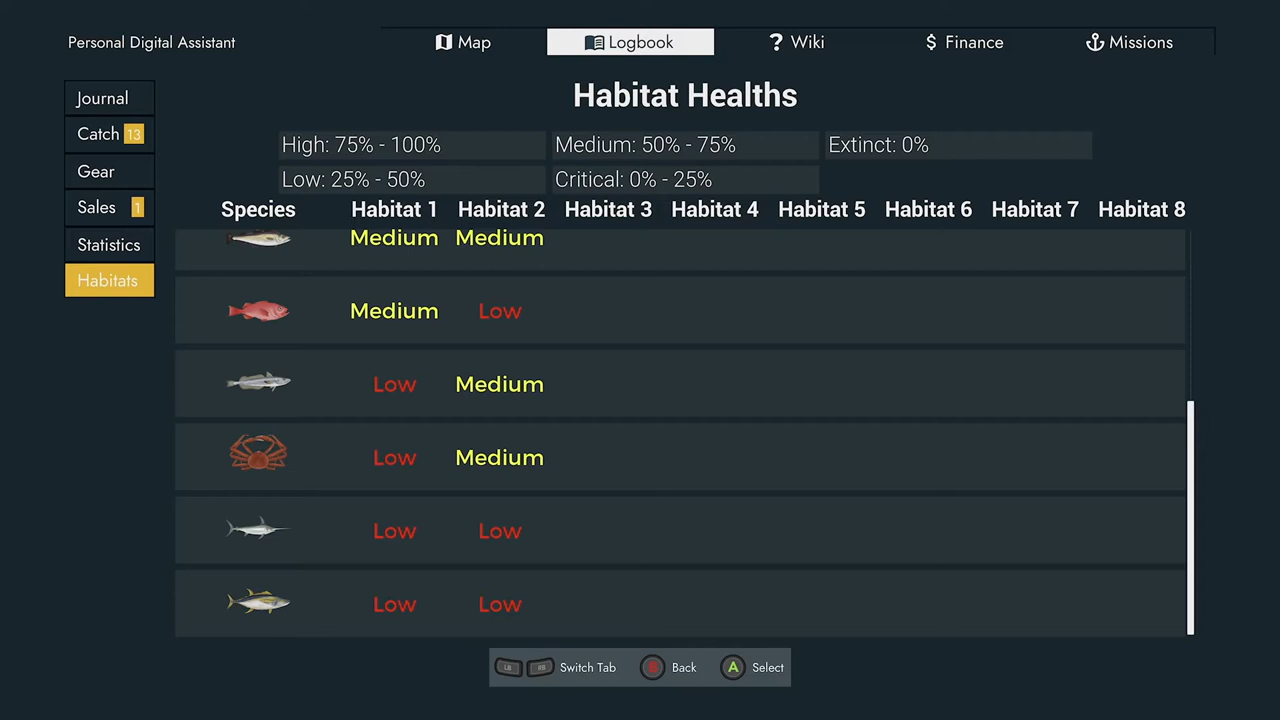 Personal Digital Assistant
Map
Logbook
? Wiki
$ Finance
Missions
Journal
Catch 13
Gear
Sales 1
Statistics
Habitats
Habitat Healths
High: 75% - 100%
Medium: 50% - 75%
Extinct: 0%
Low: 25% - 50%
Critical: 0% - 25%
Species Habitat 1 Habitat 2 Habitat 3 Habitat 4 Habitat 5 Habitat 6 Habitat 7 Habitat 8
Medium Medium
Medium Low
Low Medium
Low Medium
Low Low
Low Low
LB RB Switch Tab B Back A Select